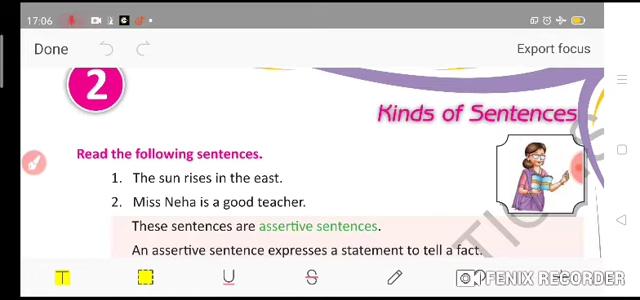 17:06
Done
Export focus
2
Kinds of Sentences
Read the following sentences.
1. The sun rises in the east.
2. Miss Neha is a good teacher.
These sentences are assertive sentences.
An assertive sentence expresses a statement to tell a fact.
T U S
FENIX RECORDER